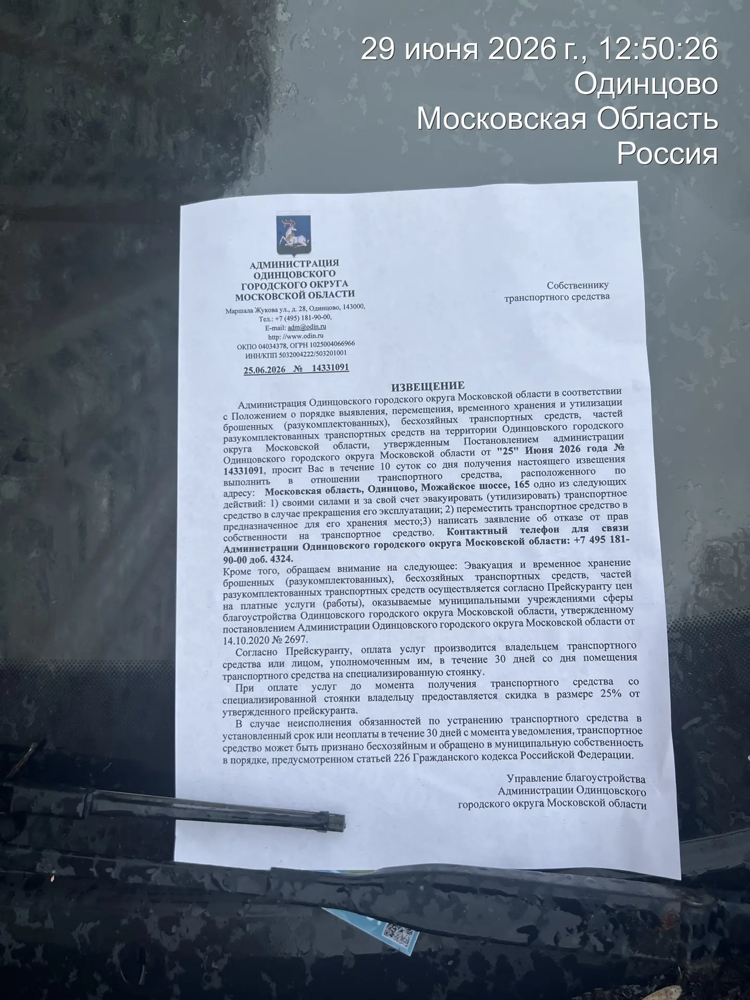 29 июня 2026 г., 12:50:26
Одинцово
Московская Область
Россия
АДМИНИСТРАЦИЯ
ОДИНЦОВСКОГО
ГОРОДСКОГО ОКРУГА
МОСКОВСКОЙ ОБЛАСТИ
Маршала Жукова ул., д. 28, Одинцово, 143000,
Тел.: +7 (495) 181-90-00,
E-mail: adm@odin.ru
http: //www.odin.ru
ОКПО 04034378, ОГРН 1025004066966
ИНН/КПП 5032004222/503201001
25.06.2026 № 14331091
Собственнику
транспортного средства
ИЗВЕЩЕНИЕ
Администрация Одинцовского городского округа Московской области в соответствии
с Положением о порядке выявления, перемещения, временного хранения и утилизации
брошенных (разукомплектованных), бесхозяйных транспортных средств, частей
разукомплектованных транспортных средств на территории Одинцовского городского
округа Московской области, утвержденным Постановлением администрации
Одинцовского городского округа Московской области от "25" Июня 2026 года №
14331091, просит Вас в течение 10 суток со дня получения настоящего извещения
выполнить в отношении транспортного средства, расположенного по
адресу: Московская область, Одинцово, Можайское шоссе, 165 одно из следующих
действий: 1) своими силами и за свой счет эвакуировать (утилизировать) транспортное
средство в случае прекращения его эксплуатации; 2) переместить транспортное средство в
предназначенное для его хранения место;3) написать заявление об отказе от прав
собственности на транспортное средство. Контактный телефон для связи
Администрации Одинцовского городского округа Московской области: +7 495 181-
90-00 доб. 4324.
Кроме того, обращаем внимание на следующее: Эвакуация и временное хранение
брошенных (разукомплектованных), бесхозяйных транспортных средств, частей
разукомплектованных транспортных средств осуществляется согласно Прейскуранту цен
на платные услуги (работы), оказываемые муниципальными учреждениями сферы
благоустройства Одинцовского городского округа Московской области, утвержденному
постановлением Администрации Одинцовского городского округа Московской области от
14.10.2020 № 2697.
Согласно Прейскуранту, оплата услуг производится владельцем транспортного
средства или лицом, уполномоченным им, в течение 30 дней со дня помещения
транспортного средства на специализированную стоянку.
При оплате услуг до момента получения транспортного средства со
специализированной стоянки владельцу предоставляется скидка в размере 25% от
утвержденного прейскуранта.
В случае неисполнения обязанностей по устранению транспортного средства в
установленный срок или неоплаты в течение 30 дней с момента уведомления, транспортное
средство может быть признано бесхозяйным и обращено в муниципальную собственность
в порядке, предусмотренном статьей 226 Гражданского кодекса Российской Федерации.
Управление благоустройства
Администрации Одинцовского
городского округа Московской области